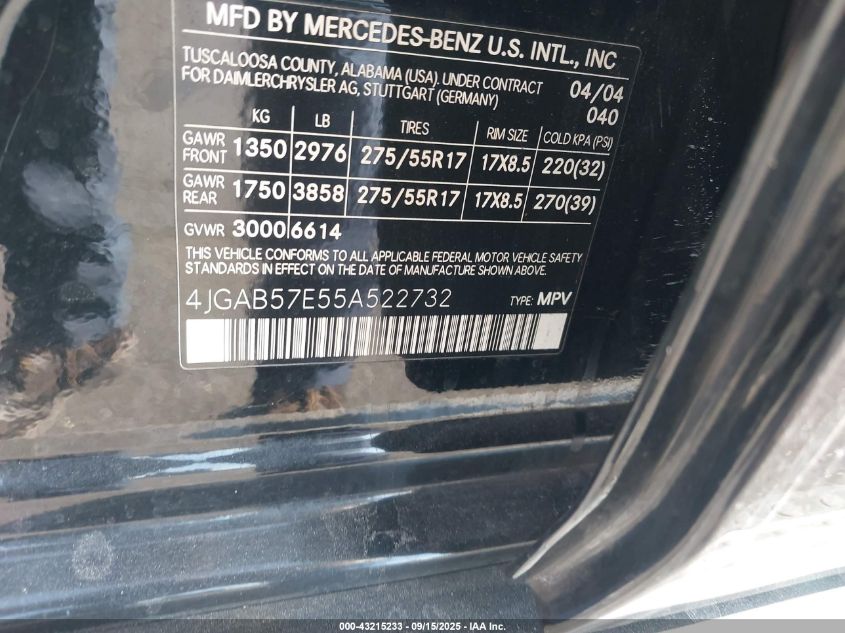 MFD BY MERCEDES-BENZ U.S. INTL., INC
TUSCALOOSA COUNTY, ALABAMA (USA). UNDER CONTRACT
FOR DAIMLERCHRYSLER AG, STUTTGART (GERMANY)
04/04
040
KG LB TIRES RIM SIZE COLD KPA (PSI)
GAWR FRONT 1350 2976 275/55R17 17X8.5 220(32)
GAWR REAR 1750 3858 275/55R17 17X8.5 270(39)
GVWR 3000 6614
THIS VEHICLE CONFORMS TO ALL APPLICABLE FEDERAL MOTOR VEHICLE SAFETY
STANDARDS IN EFFECT ON THE DATE OF MANUFACTURE SHOWN ABOVE.
4JGAB57E55A522732 TYPE: MPV
000-43215233 - 09/15/2025 - IAA Inc.